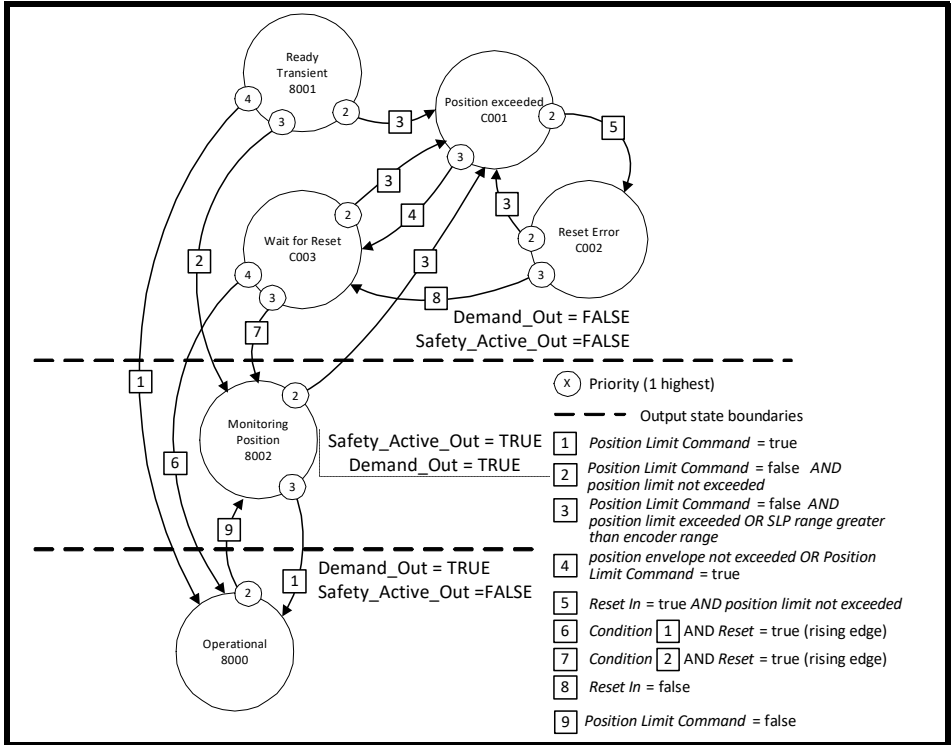 Ready
Transient
8001
4
3
2
3
Position exceeded
C001
2
3
5
3
2
4
3
2
Reset Error
C002
3
Wait for Reset
C003
4
3
2
3
8
7
Demand_Out = FALSE
Safety_Active_Out =FALSE
1
2
Monitoring
Position
8002
3
6
9
1
Safety_Active_Out = TRUE
Demand_Out = TRUE
Demand_Out = TRUE
Safety_Active_Out =FALSE
2
Operational
8000
X Priority (1 highest)
Output state boundaries
1 Position Limit Command = true
2 Position Limit Command = false AND
position limit not exceeded
3 Position Limit Command = false AND
position limit exceeded OR SLP range greater
than encoder range
4 position envelope not exceeded OR Position
Limit Command = true
5 Reset In = true AND position limit not exceeded
6 Condition 1 AND Reset = true (rising edge)
7 Condition 2 AND Reset = true (rising edge)
8 Reset In = false
9 Position Limit Command = false